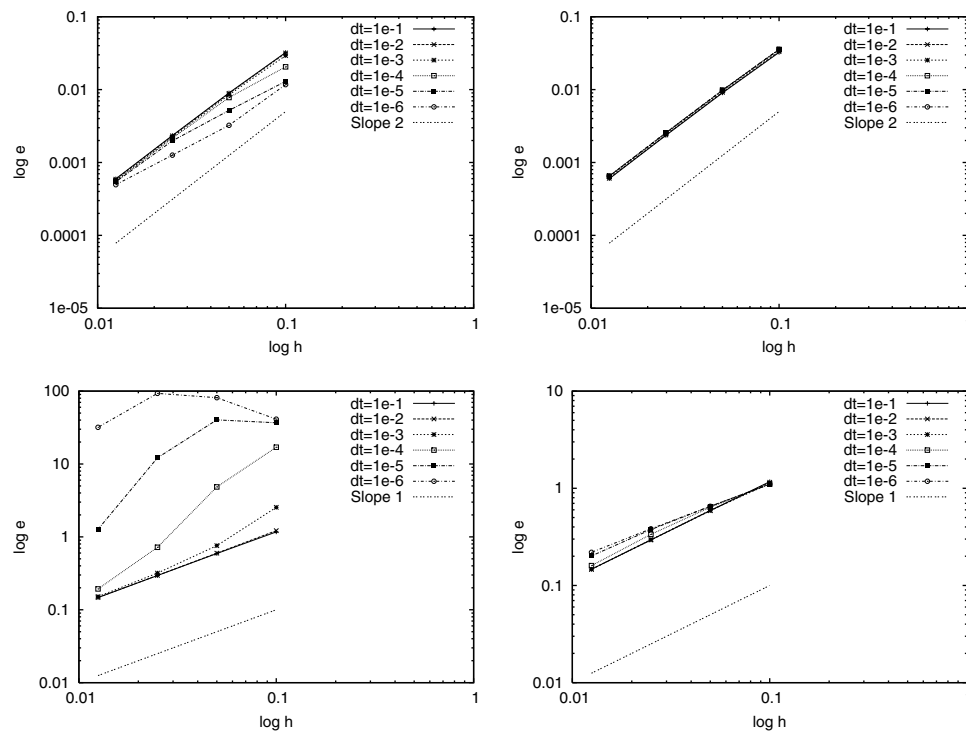 0.1
0.01
0.001
0.0001
1e-05
0.01
0.1
1
log e
log h
dt=1e-1
dt=1e-2
dt=1e-3
dt=1e-4
dt=1e-5
dt=1e-6
Slope 2
0.1
0.01
0.001
0.0001
1e-05
0.01
0.1
log e
log h
dt=1e-1
dt=1e-2
dt=1e-3
dt=1e-4
dt=1e-5
dt=1e-6
Slope 2
100
10
1
0.1
0.01
0.01
0.1
1
log e
log h
dt=1e-1
dt=1e-2
dt=1e-3
dt=1e-4
dt=1e-5
dt=1e-6
Slope 1
10
1
0.1
0.01
0.01
0.1
log e
log h
dt=1e-1
dt=1e-2
dt=1e-3
dt=1e-4
dt=1e-5
dt=1e-6
Slope 1